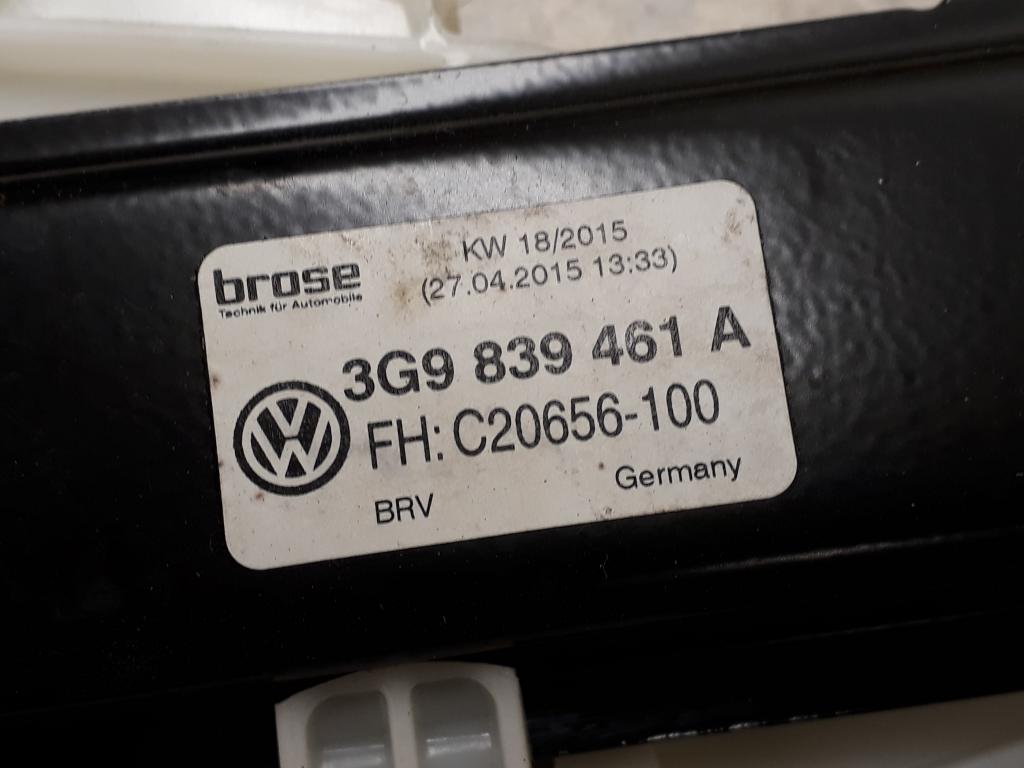 brose
Technik für Automobile
KW 18/2015
(27.04.2015 13:33)
3G9 839 461 A
FH: C20656-100
BRV
Germany